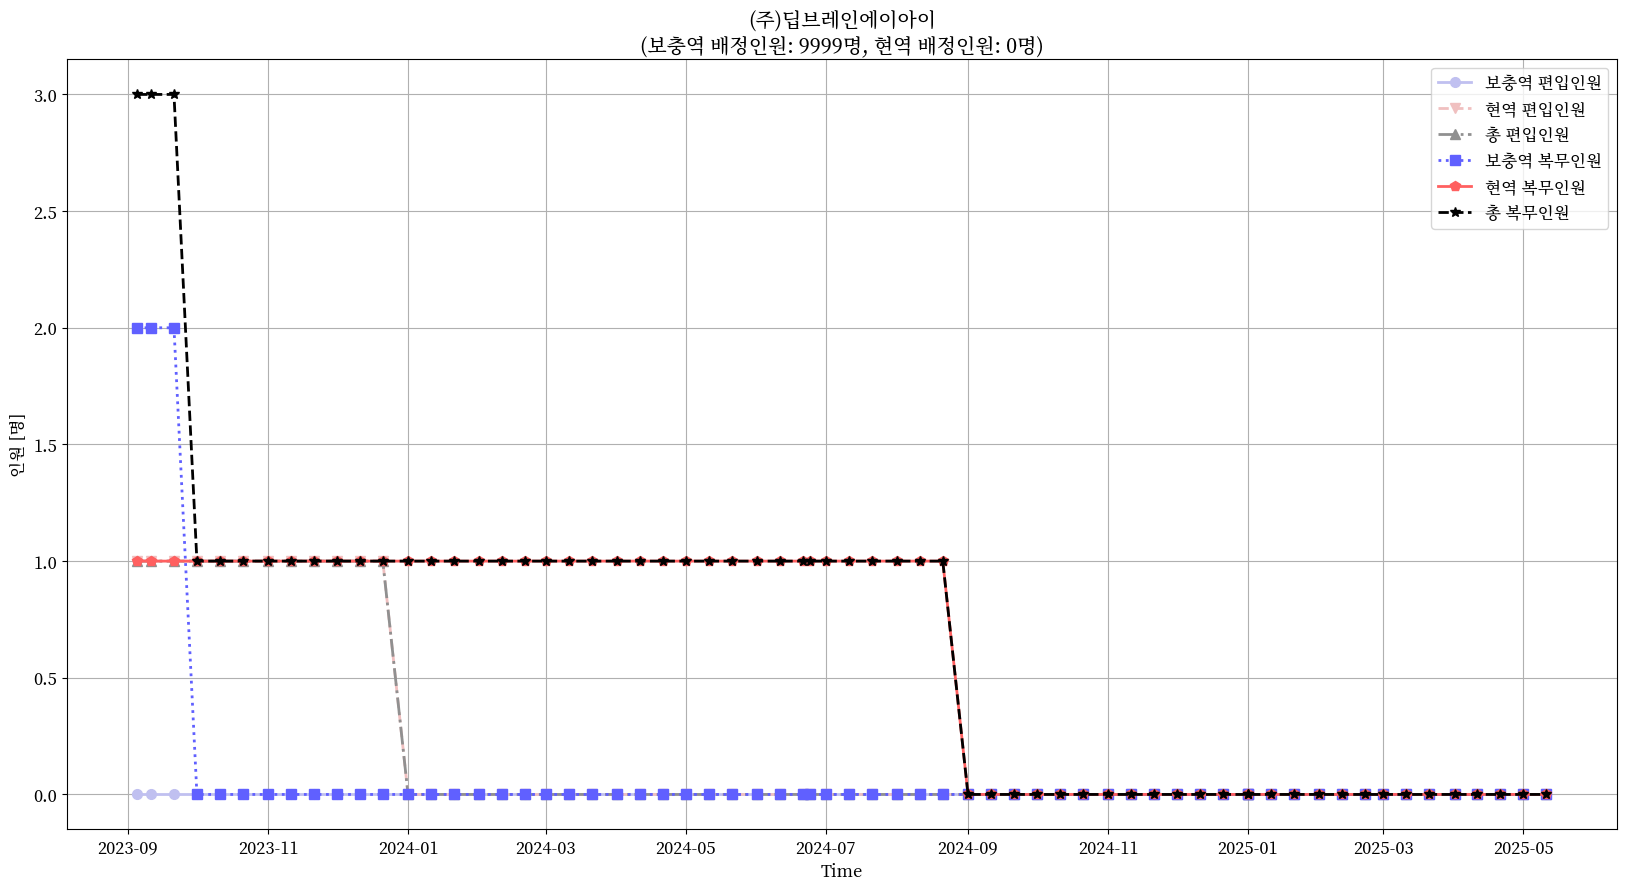 (주)딥브레인에이아이
(보충역 배정인원: 9999명, 현역 배정인원: 0명)
보충역 편입인원
현역 편입인원
총 편입인원
보충역 복무인원
현역 복무인원
총 복무인원
인원 [명]
3.0
2.5
2.0
1.5
1.0
0.5
0.0
2023-09 2023-11 2024-01 2024-03 2024-05 2024-07 2024-09 2024-11 2025-01 2025-03 2025-05
Time